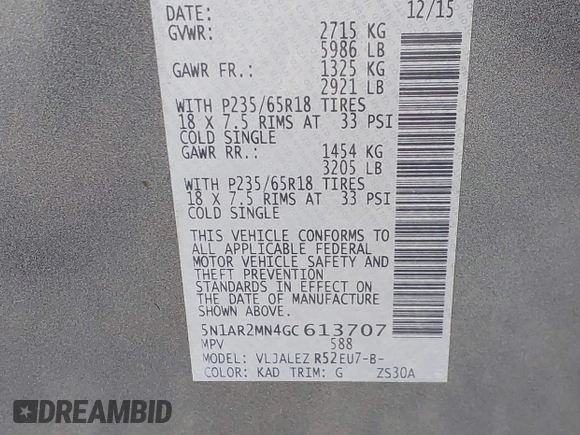 DATE: 12/15
GVWR: 2715 KG
5986 LB
GAWR FR.: 1325 KG
2921 LB
WITH P235/65R18 TIRES
18 X 7.5 RIMS AT 33 PSI
COLD SINGLE
GAWR RR.: 1454 KG
3205 LB
WITH P235/65R18 TIRES
18 X 7.5 RIMS AT 33 PSI
COLD SINGLE
THIS VEHICLE CONFORMS TO
ALL APPLICABLE FEDERAL
MOTOR VEHICLE SAFETY AND
THEFT PREVENTION
STANDARDS IN EFFECT ON
THE DATE OF MANUFACTURE
SHOWN ABOVE.
5N1AR2MN4GC613707
MPV 588
MODEL: VLJALEZ R52EU7-B-
COLOR: KAD TRIM: G ZS30A
DREAMBID